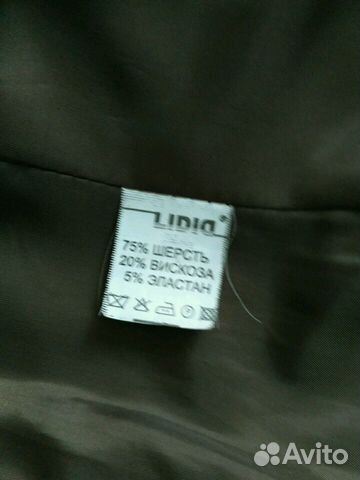 LIDIA®
75% ШЕРСТЬ
20% ВИСКОЗА
5% ЭЛАСТАН
Avito